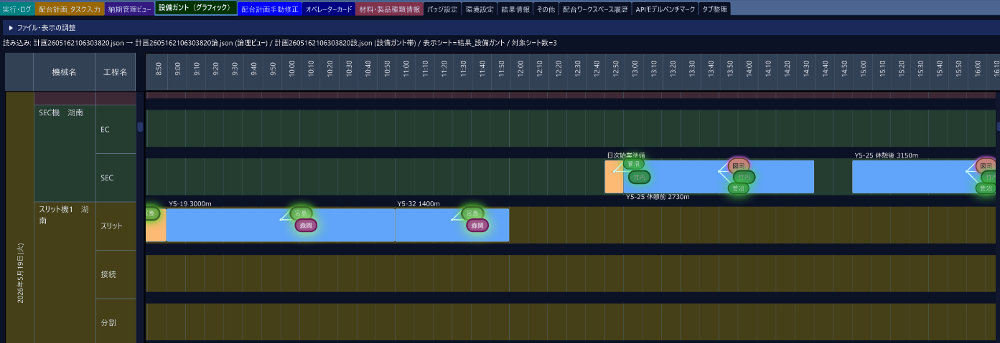 実行・ログ 配台計画_タスク入力 納期管理ビュー 設備ガント（グラフィック） 配台計画手動修正 オペレーターカード 材料・製品種類情報 バッジ設定 環境設定 結果情報 その他 配台ワークスペース履歴 APIモデルベンチマーク タブ整理
▶ ファイル・表示の調整
読み込み: 計画2605162106303820.json → 計画2605162106303820論.json (論理ビュー) / 計画2605162106303820設.json (設備ガント帯) / 表示シート=結果_設備ガント / 対象シート数=3
機械名 工程名 8:50 9:00 9:10 9:20 9:30 9:40 9:50 10:00 10:10 10:20 10:30 10:40 10:50 11:00 11:10 11:20 11:30 11:40 11:50 12:00 12:10 12:20 12:30 12:40 12:50 13:00 13:10 13:20 13:30 13:40 13:50 14:00 14:10 14:20 14:30 14:40 14:50 15:00 15:10 15:20 15:30 15:40 15:50 16:00 16:10
2026年5月19日(火)
SEC機 湖南
EC
SEC
日次始業準備
菅沼
竹内
Y5-25 休憩前 2730m
図司
竹内
菅沼
Y5-25 休憩後 3150m
図司
竹内
菅沼
スリット機1 湖
南
スリット
宮島
Y5-19 3000m
宮島
森岡
Y5-32 1400m
宮島
森岡
接続
分割